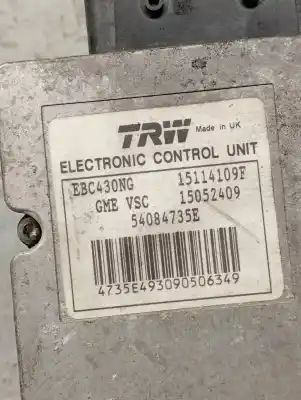 TRW Made in UK
ELECTRONIC CONTROL UNIT
EBC430NG 15114109F
GME VSC 15052409
54084735E
4735E493090506349